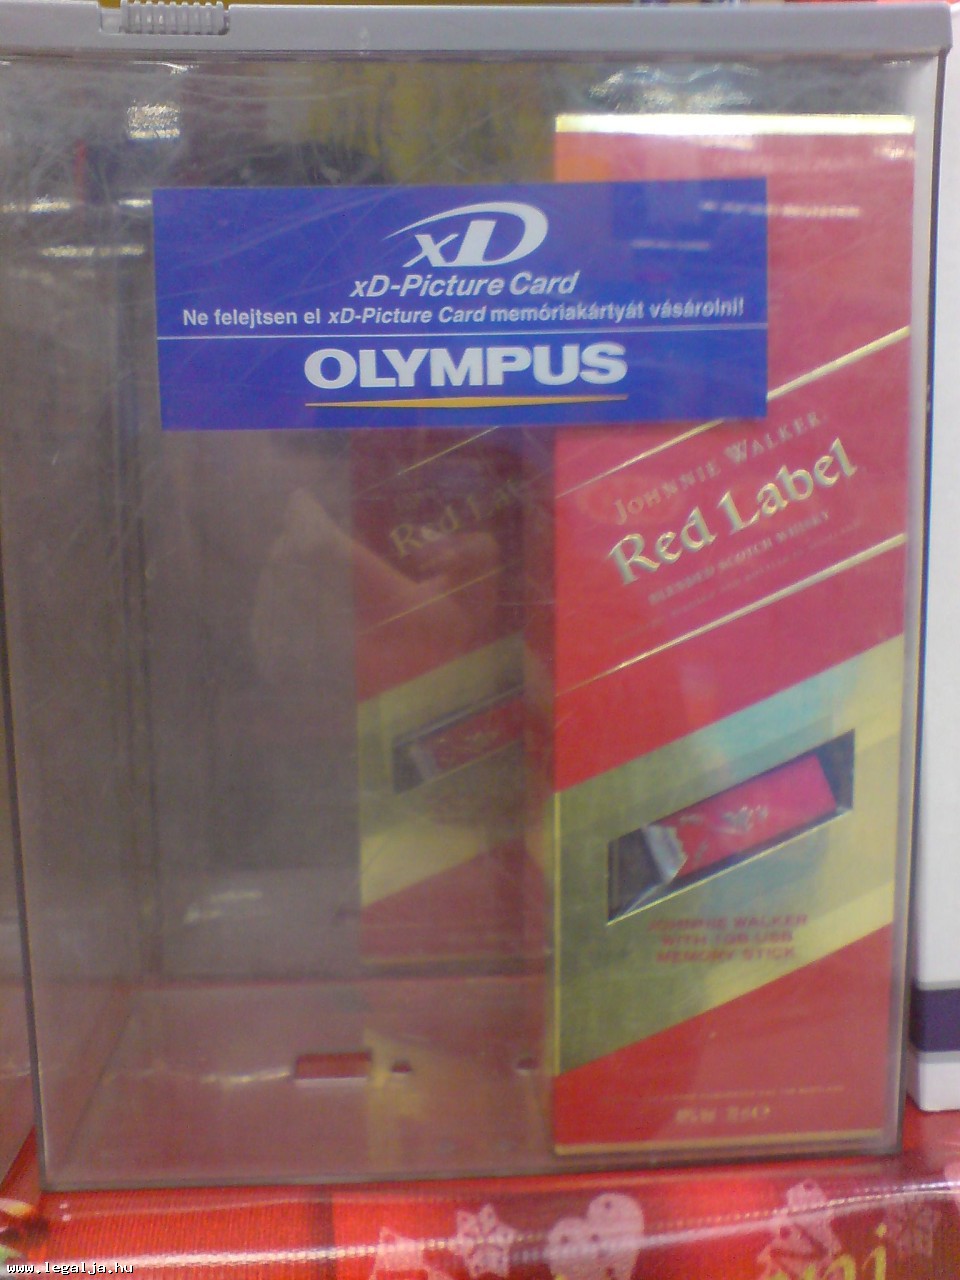 xD
xD-Picture Card
Ne felejtsen el xD-Picture Card memóriakártyát vásárolni!
OLYMPUS
JOHNNIE WALKER
Red Label
BLENDED SCOTCH WHISKY
Red La
JOHNNIE WALKER
WITH 1GB USB
MEMORY STICK
www.legalja.hu